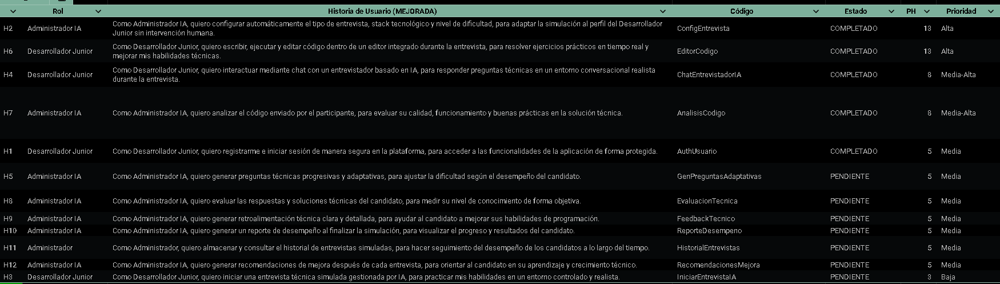 Rol Historia de Usuario (MEJORADA) Código Estado PH Prioridad
H2 Administrador IA Como Administrador IA, quiero configurar automáticamente el tipo de entrevista, stack tecnológico y nivel de dificultad, para adaptar la simulación al perfil del Desarrollador ConfigEntrevista COMPLETADO 13 Alta
Junior sin intervención humana.
H6 Desarrollador Junior Como Desarrollador Junior, quiero escribir, ejecutar y editar código dentro de un editor integrado durante la entrevista, para resolver ejercicios prácticos en tiempo real y EditorCodigo COMPLETADO 13 Alta
mejorar mis habilidades técnicas.
H4 Desarrollador Junior Como Desarrollador Junior, quiero interactuar mediante chat con un entrevistador basado en IA, para responder preguntas técnicas en un entorno conversacional realista ChatEntrevistadorIA COMPLETADO 8 Media-Alta
durante la entrevista.
H7 Administrador IA Como Administrador IA, quiero analizar el código enviado por el participante, para evaluar su calidad, funcionamiento y buenas prácticas en la solución técnica. AnalisisCodigo COMPLETADO 8 Media-Alta
H1 Desarrollador Junior Como Desarrollador Junior, quiero registrarme e iniciar sesión de manera segura en la plataforma, para acceder a las funcionalidades de la aplicación de forma protegida. AuthUsuario COMPLETADO 5 Media
H5 Administrador IA Como Administrador IA, quiero generar preguntas técnicas progresivas y adaptativas, para ajustar la dificultad según el desempeño del candidato. GenPreguntasAdaptativas PENDIENTE 5 Media
H8 Administrador IA Como Administrador IA, quiero evaluar las respuestas y soluciones técnicas del candidato, para medir su nivel de conocimiento de forma objetiva. EvaluacionTecnica PENDIENTE 5 Media
H9 Administrador IA Como Administrador IA, quiero generar retroalimentación técnica clara y detallada, para ayudar al candidato a mejorar sus habilidades de programación. FeedbackTecnico PENDIENTE 5 Media
H10 Administrador IA Como Administrador IA, quiero generar un reporte de desempeño al finalizar la simulación, para visualizar el progreso y resultados del candidato. ReporteDesempeno PENDIENTE 5 Media
H11 Administrador Como Administrador, quiero almacenar y consultar el historial de entrevistas simuladas, para hacer seguimiento del desempeño de los candidatos a lo largo del tiempo. HistorialEntrevistas PENDIENTE 5 Media
H12 Administrador IA Como Administrador IA, quiero generar recomendaciones de mejora después de cada entrevista, para orientar al candidato en su aprendizaje y crecimiento técnico. RecomendacionesMejora PENDIENTE 5 Media
H3 Desarrollador Junior Como Desarrollador Junior, quiero iniciar una entrevista técnica simulada gestionada por IA, para practicar mis habilidades en un entorno controlado y realista. IniciarEntrevistaIA PENDIENTE 3 Baja